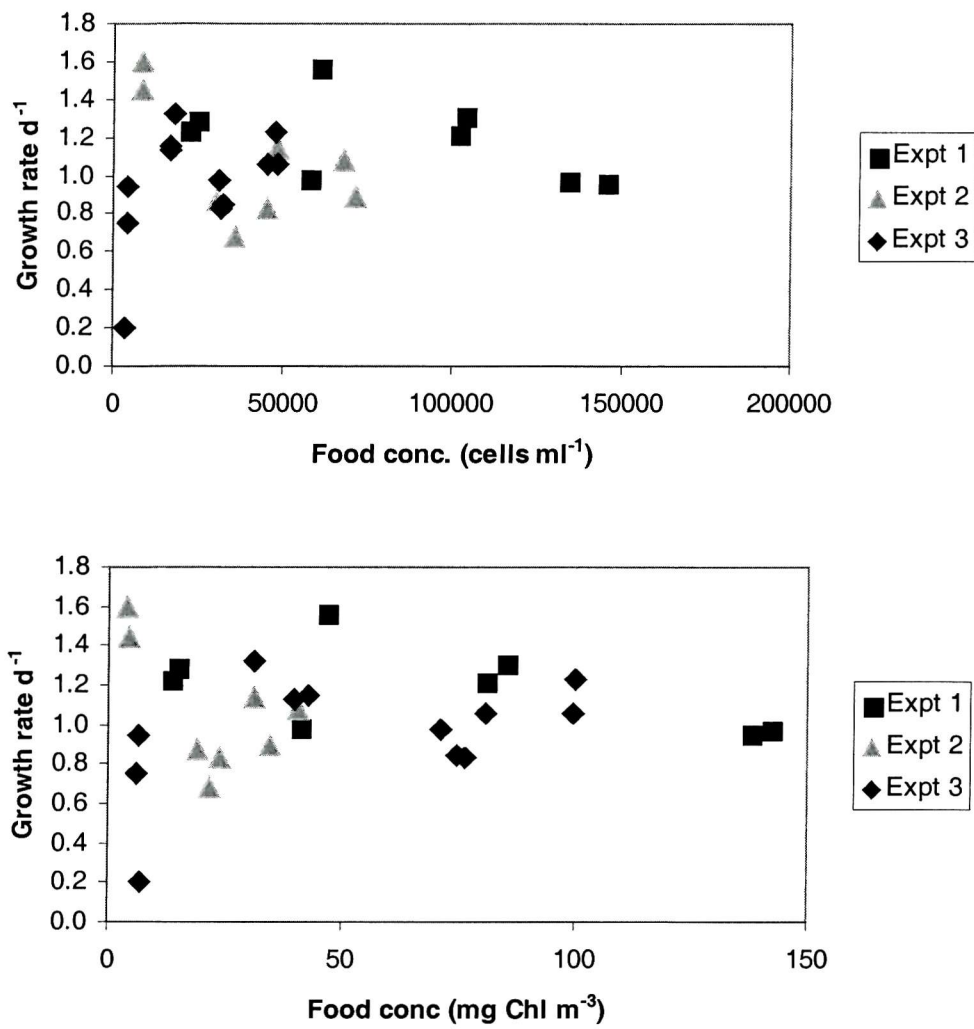 1.8
1.6
1.4
1.2
1.0
0.8
0.6
0.4
0.2
0.0
Growth rate d⁻¹
0 50000 100000 150000 200000
Food conc. (cells ml⁻¹)
Expt 1
Expt 2
Expt 3
1.8
1.6
1.4
1.2
1.0
0.8
0.6
0.4
0.2
0.0
Growth rate d⁻¹
0 50 100 150
Food conc (mg Chl m⁻³)
Expt 1
Expt 2
Expt 3